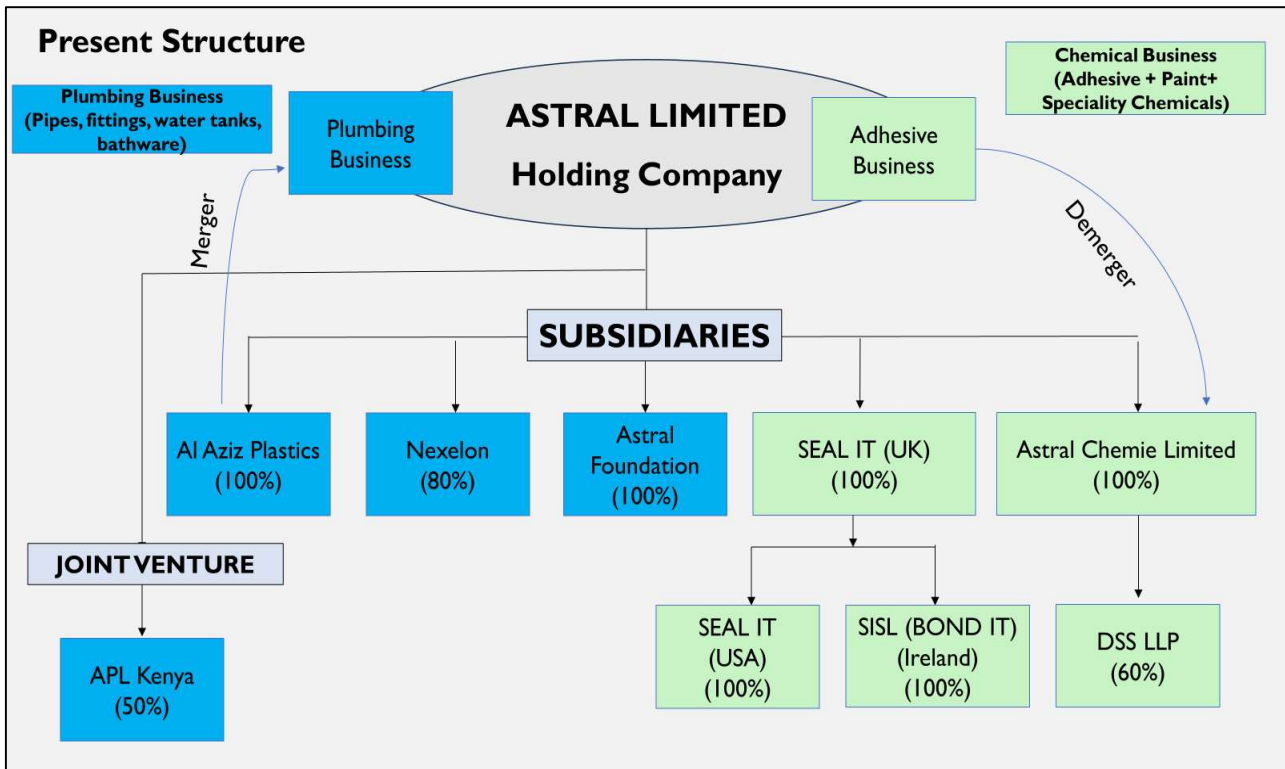 Present Structure
Plumbing Business
(Pipes, fittings, water tanks,
bathware)
Plumbing
Business
ASTRAL LIMITED
Holding Company
Adhesive
Business
Chemical Business
(Adhesive + Paint+
Speciality Chemicals)
Merger
Demerger
SUBSIDIARIES
Al Aziz Plastics
(100%)
Nexelon
(80%)
Astral
Foundation
(100%)
SEAL IT (UK)
(100%)
Astral Chemie Limited
(100%)
JOINT VENTURE
APL Kenya
(50%)
SEAL IT
(USA)
(100%)
SISL (BOND IT)
(Ireland)
(100%)
DSS LLP
(60%)